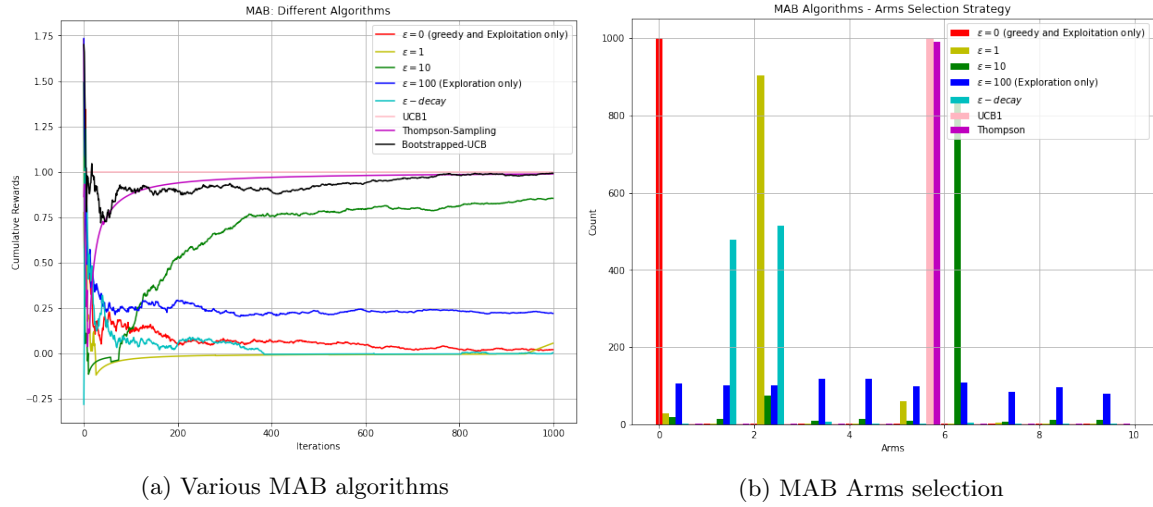 MAB: Different Algorithms
Cumulative Rewards
1.75
1.50
1.25
1.00
0.75
0.50
0.25
0.00
−0.25
0
200
400
600
800
1000
Iterations
ε = 0 (greedy and Exploitation only)
ε = 1
ε = 10
ε = 100 (Exploration only)
ε − decay
UCB1
Thompson-Sampling
Bootstrapped-UCB
(a) Various MAB algorithms
MAB Algorithms - Arms Selection Strategy
Count
1000
800
600
400
200
0
0
2
4
6
8
10
Arms
ε = 0 (greedy and Exploitation only)
ε = 1
ε = 10
ε = 100 (Exploration only)
ε − decay
UCB1
Thompson
(b) MAB Arms selection